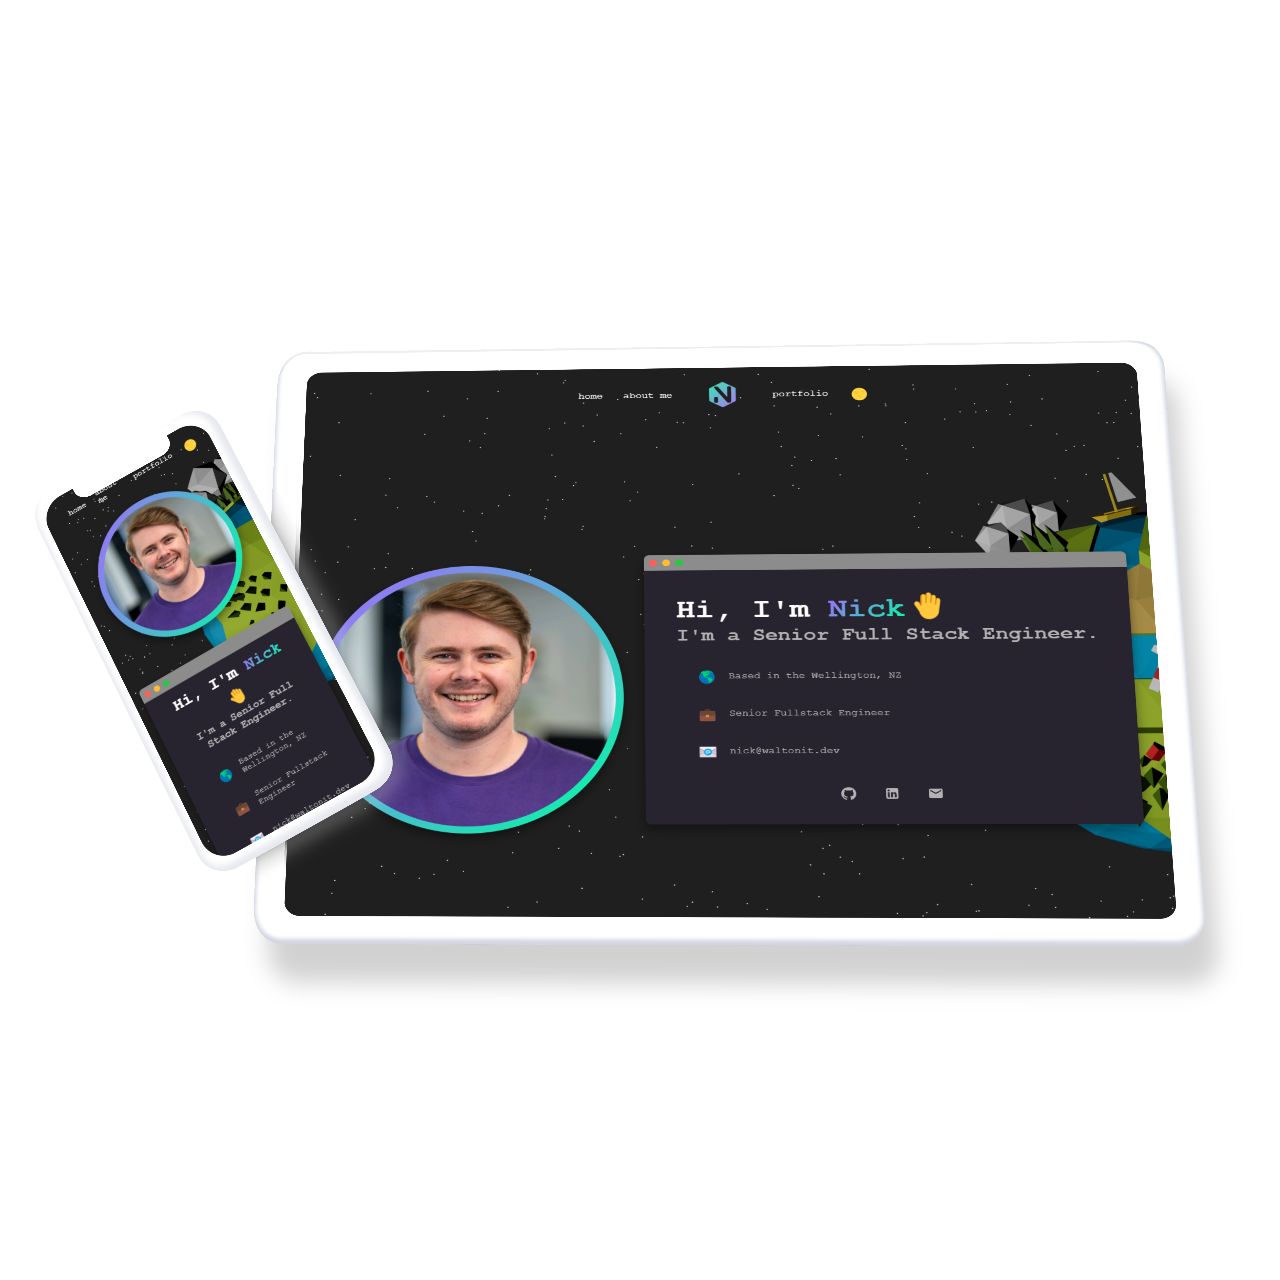 home about me portfolio
Hi, I'm Nick
I'm a Senior Full Stack Engineer.
Based in the Wellington, NZ
Senior Fullstack Engineer
nick@waltonit.dev
home about
me
portfolio
Hi, I'm Nick
I'm a Senior Full
Stack Engineer.
Based in the
Wellington, NZ
Senior Fullstack
Engineer
nick@waltonit.dev